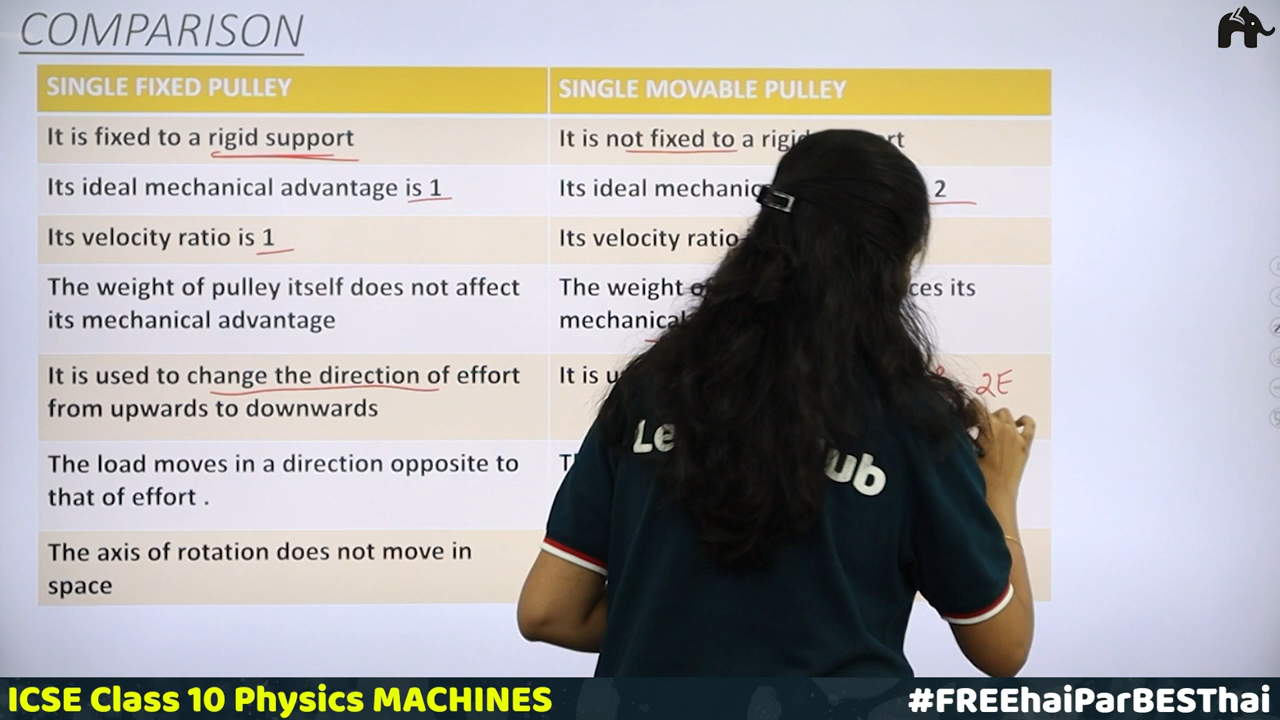 COMPARISON
SINGLE FIXED PULLEY
SINGLE MOVABLE PULLEY
It is fixed to a rigid support
It is not fixed to a
Its ideal mechanical advantage is 1
Its ideal
2
Its velocity ratio is 1
Its velocity ratio
The weight of pulley itself does not affect
its mechanical advantage
The weight
its
It is used to change the direction of effort
from upwards to downwards
It is
2E
The load moves in a direction opposite to
that of effort .
The axis of rotation does not move in
space
Le ub
ICSE Class 10 Physics MACHINES
#FREEhaiParBESThai